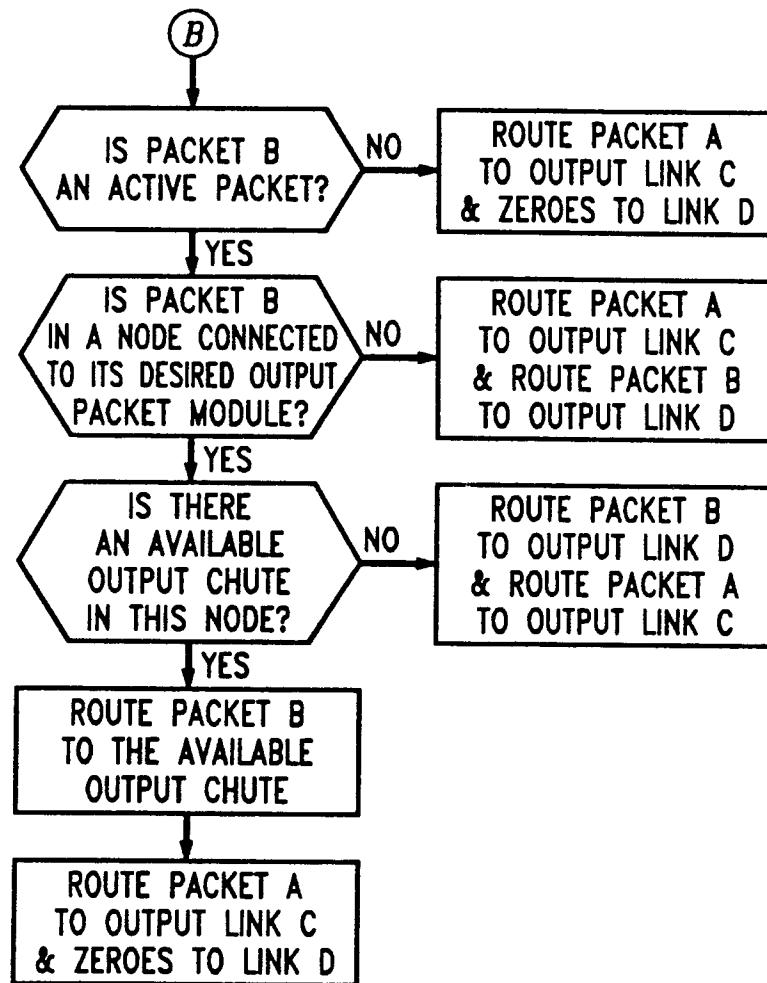 B
IS PACKET B
AN ACTIVE PACKET?
NO
ROUTE PACKET A
TO OUTPUT LINK C
& ZEROES TO LINK D
YES
IS PACKET B
IN A NODE CONNECTED
TO ITS DESIRED OUTPUT
PACKET MODULE?
NO
ROUTE PACKET A
TO OUTPUT LINK C
& ROUTE PACKET B
TO OUTPUT LINK D
YES
IS THERE
AN AVAILABLE
OUTPUT CHUTE
IN THIS NODE?
NO
ROUTE PACKET B
TO OUTPUT LINK D
& ROUTE PACKET A
TO OUTPUT LINK C
YES
ROUTE PACKET B
TO THE AVAILABLE
OUTPUT CHUTE
ROUTE PACKET A
TO OUTPUT LINK C
& ZEROES TO LINK D